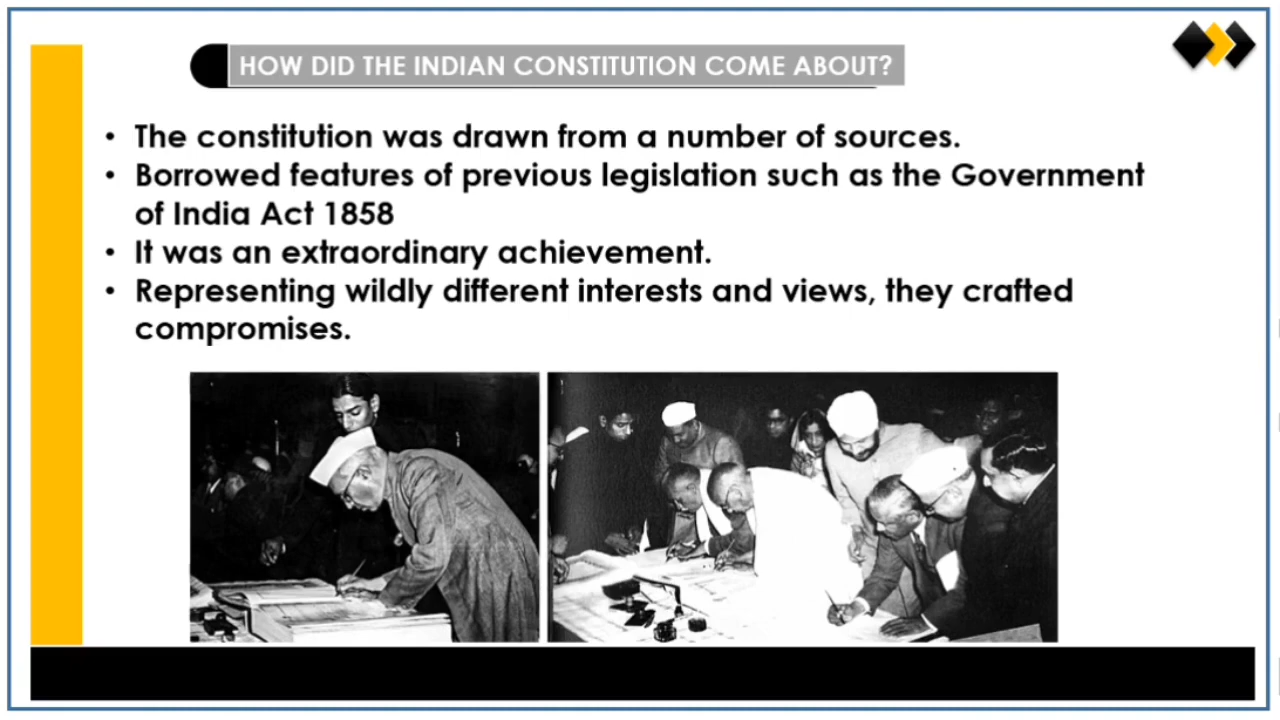 HOW DID THE INDIAN CONSTITUTION COME ABOUT?
• The constitution was drawn from a number of sources.
• Borrowed features of previous legislation such as the Government
of India Act 1858
• It was an extraordinary achievement.
• Representing wildly different interests and views, they crafted
compromises.